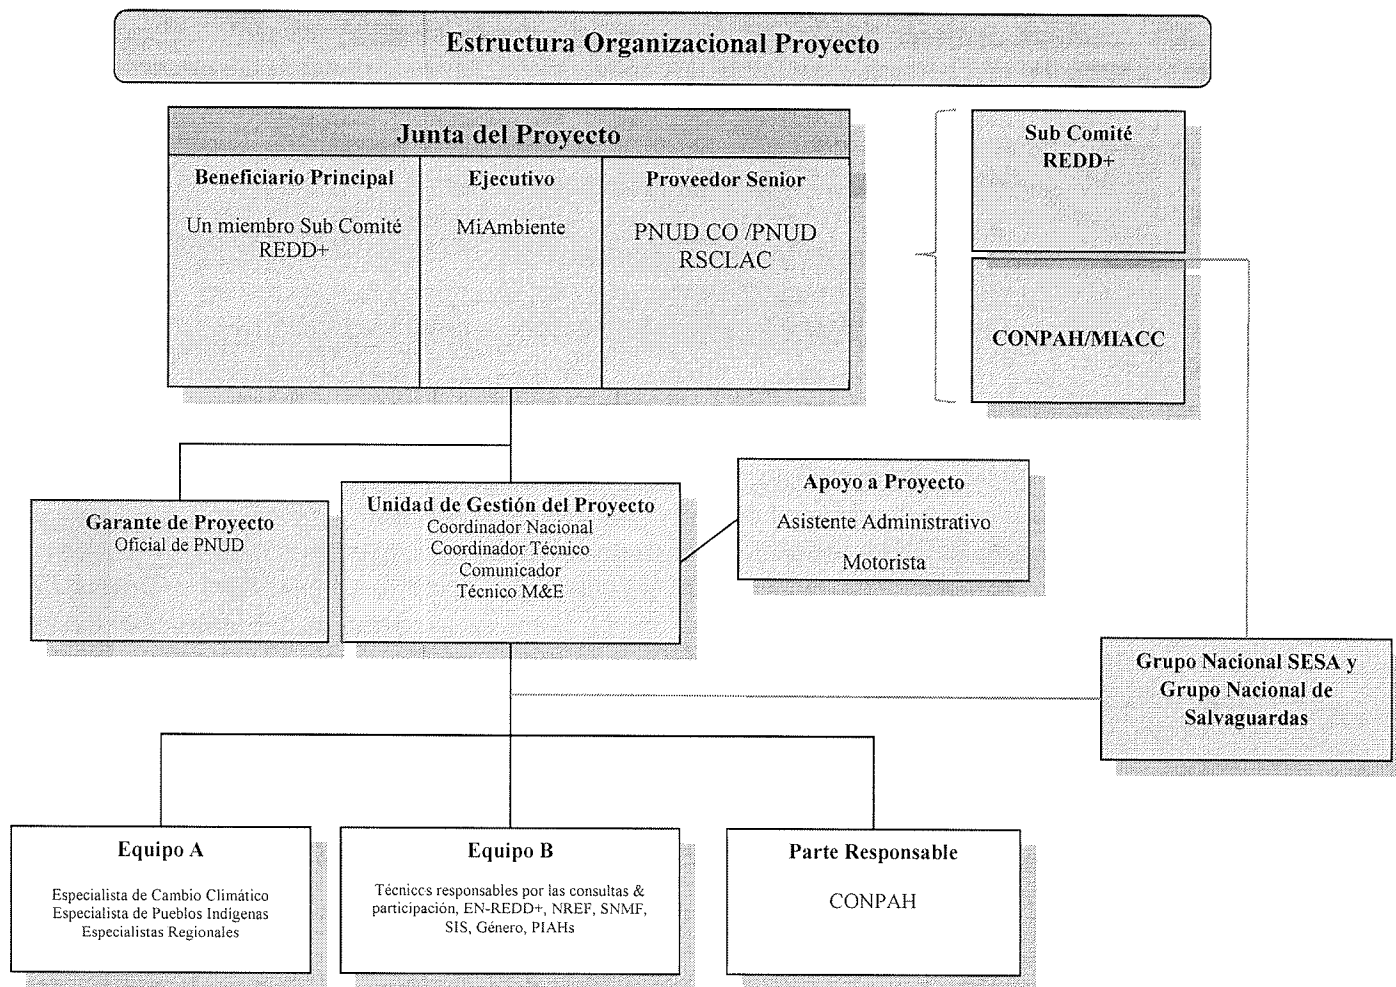 Estructura Organizacional Proyecto
Junta del Proyecto
Beneficiario Principal
Un miembro Sub Comité
REDD+
Ejecutivo
MiAmbiente
Proveedor Senior
PNUD CO /PNUD
RSCLAC
Sub Comité
REDD+
CONPAH/MIACC
Garante de Proyecto
Oficial de PNUD
Unidad de Gestión del Proyecto
Coordinador Nacional
Coordinador Técnico
Comunicador
Técnico M&E
Apoyo a Proyecto
Asistente Administrativo
Motorista
Grupo Nacional SESA y
Grupo Nacional de
Salvaguardas
Equipo A
Especialista de Cambio Climático
Especialista de Pueblos Indígenas
Especialistas Regionales
Equipo B
Técnicos responsables por las consultas &
participación, EN-REDD+, NREF, SNMF,
SIS, Género, PIAHs
Parte Responsable
CONPAH